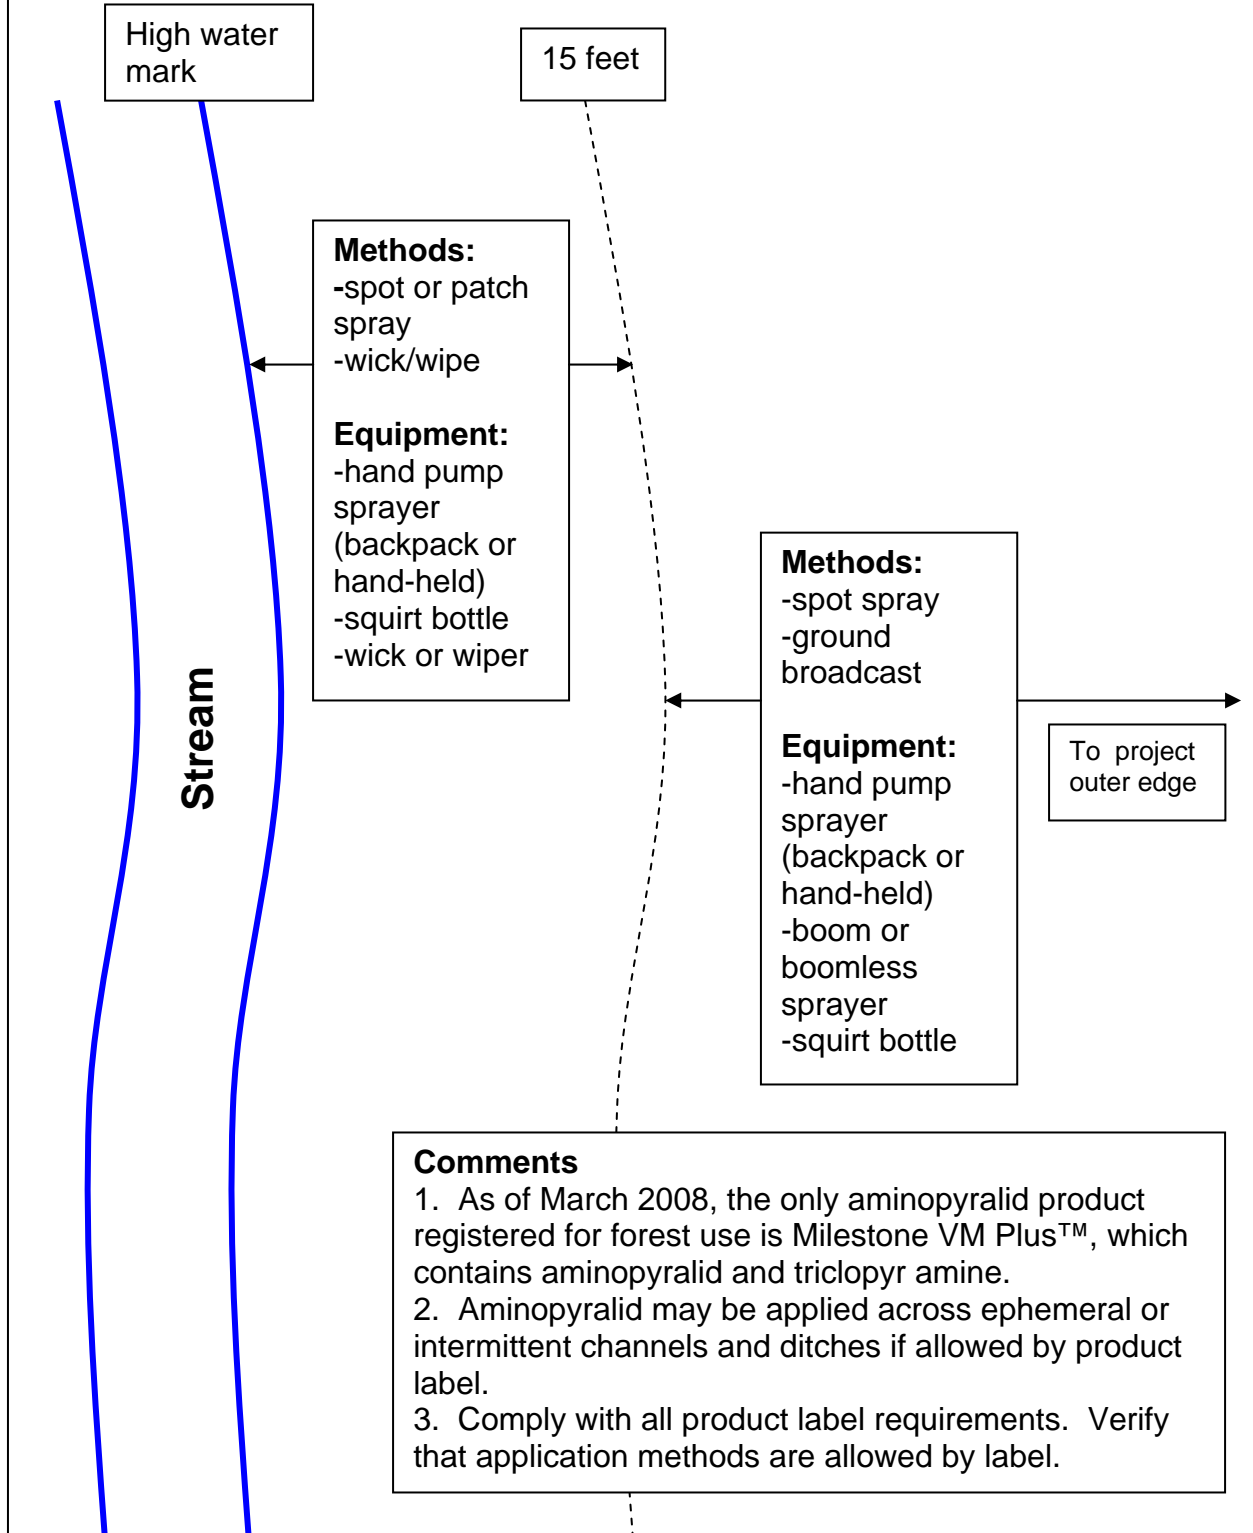 High water
mark
15 feet
Methods:
-spot or patch
spray
-wick/wipe
Equipment:
-hand pump
sprayer
(backpack or
hand-held)
-squirt bottle
-wick or wiper
Stream
Methods:
-spot spray
-ground
broadcast
Equipment:
-hand pump
sprayer
(backpack or
hand-held)
-boom or
boomless
sprayer
-squirt bottle
To project
outer edge
Comments
1. As of March 2008, the only aminopyralid product
registered for forest use is Milestone VM Plus™, which
contains aminopyralid and triclopyr amine.
2. Aminopyralid may be applied across ephemeral or
intermittent channels and ditches if allowed by product
label.
3. Comply with all product label requirements. Verify
that application methods are allowed by label.